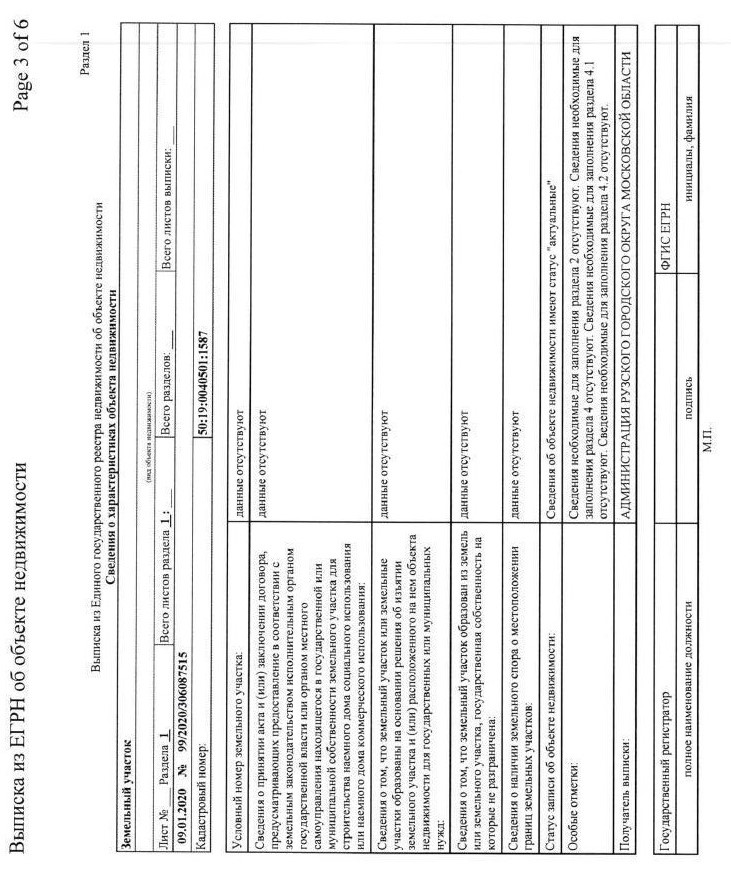 Выписка из ЕГРН об объекте недвижимости
Page 3 of 6
Раздел 1
Выписка из Единого государственного реестра недвижимости об объекте недвижимости
Сведения о характеристиках объекта недвижимости
Земельный участок
(вид объекта недвижимости)
Лист № ___ Раздела 1
Всего листов раздела 1 :
Всего разделов: ___
Всего листов выписки: ___
09.01.2020 № 99/2020/306087515
Кадастровый номер:
50:19:0040501:1587
Условный номер земельного участка:
данные отсутствуют
Сведения о принятии акта и (или) заключении договора,
предусматривающих предоставление в соответствии с
земельным законодательством исполнительным органом
государственной власти или органом местного
самоуправления находящегося в государственной или
муниципальной собственности земельного участка для
строительства наемного дома социального использования
или наемного дома коммерческого использования:
данные отсутствуют
Сведения о том, что земельный участок или земельные
участки образованы на основании решения об изъятии
земельного участка и (или) расположенного на нем объекта
недвижимости для государственных или муниципальных
нужд:
данные отсутствуют
Сведения о том, что земельный участок образован из земель
или земельного участка, государственная собственность на
которые не разграничена:
данные отсутствуют
Сведения о наличии земельного спора о местоположении
границ земельных участков:
данные отсутствуют
Статус записи об объекте недвижимости:
Сведения об объекте недвижимости имеют статус "актуальные"
Особые отметки:
Сведения необходимые для заполнения раздела 2 отсутствуют. Сведения необходимые для
заполнения раздела 4 отсутствуют. Сведения необходимые для заполнения раздела 4.1
отсутствуют. Сведения необходимые для заполнения раздела 4.2 отсутствуют.
Получатель выписки:
АДМИНИСТРАЦИЯ РУЗСКОГО ГОРОДСКОГО ОКРУГА МОСКОВСКОЙ ОБЛАСТИ
Государственный регистратор
ФГИС ЕГРН
полное наименование должности
подпись
инициалы, фамилия
М.П.